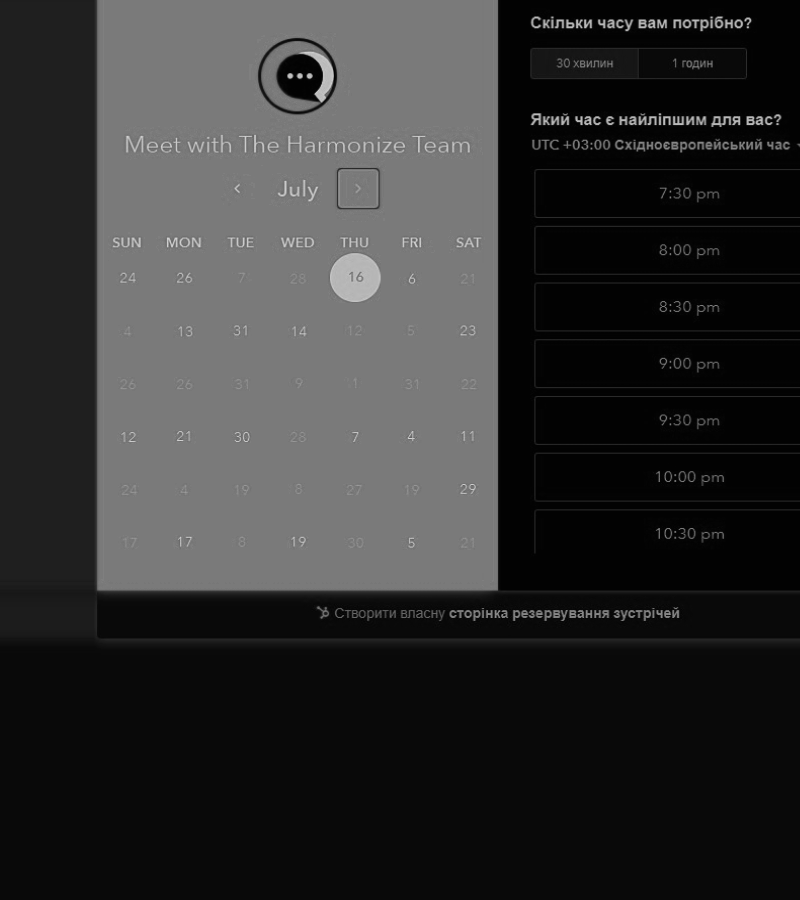 Meet with The Harmonize Team
July
SUN MON TUE WED THU FRI SAT
24 26 7 28 16 6 21
4 13 31 14 12 5 23
26 26 31 9 1 31 22
12 21 30 28 7 4 11
24 4 19 8 27 19 29
17 17 8 19 30 5 21
Скільки часу вам потрібно?
30 хвилин 1 годин
Який час є найліпшим для вас?
UTC +03:00 Східноєвропейський час
7:30 pm
8:00 pm
8:30 pm
9:00 pm
9:30 pm
10:00 pm
10:30 pm
Створити власну сторінка резервування зустрічей